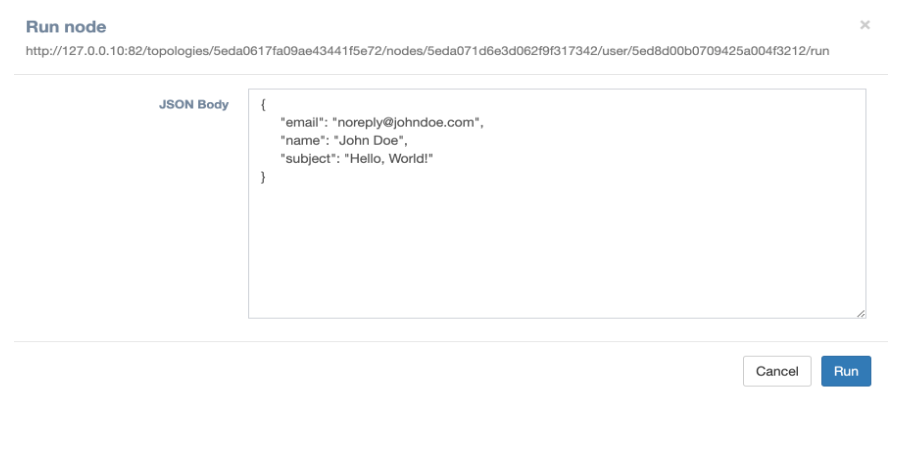 Run node
×
http://127.0.0.10:82/topologies/5eda0617fa09ae43441f5e72/nodes/5eda071d6e3d062f9f317342/user/5ed8d00b0709425a004f3212/run
JSON Body
{
"email": "noreply@johndoe.com",
"name": "John Doe",
"subject": "Hello, World!"
}
Cancel
Run